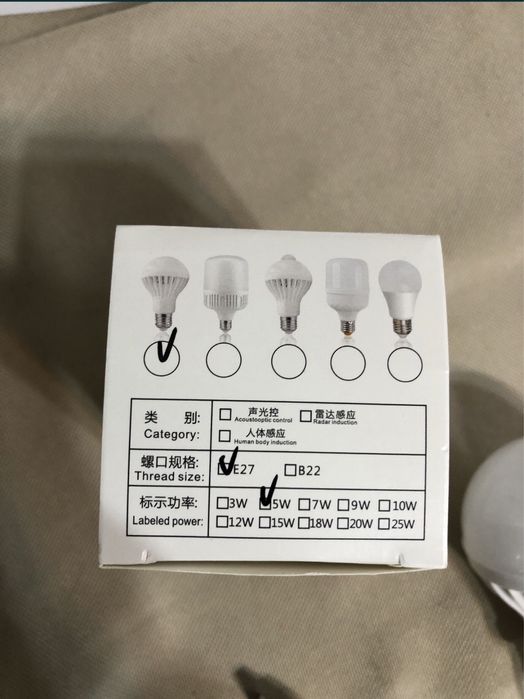 类 别: 声光控 雷达感应
Category: Acoustooptic control Radar induction
人体感应
Human body induction
螺口规格: E27 B22
Thread size:
标示功率: 3W 5W 7W 9W 10W
Labeled power: 12W 15W 18W 20W 25W